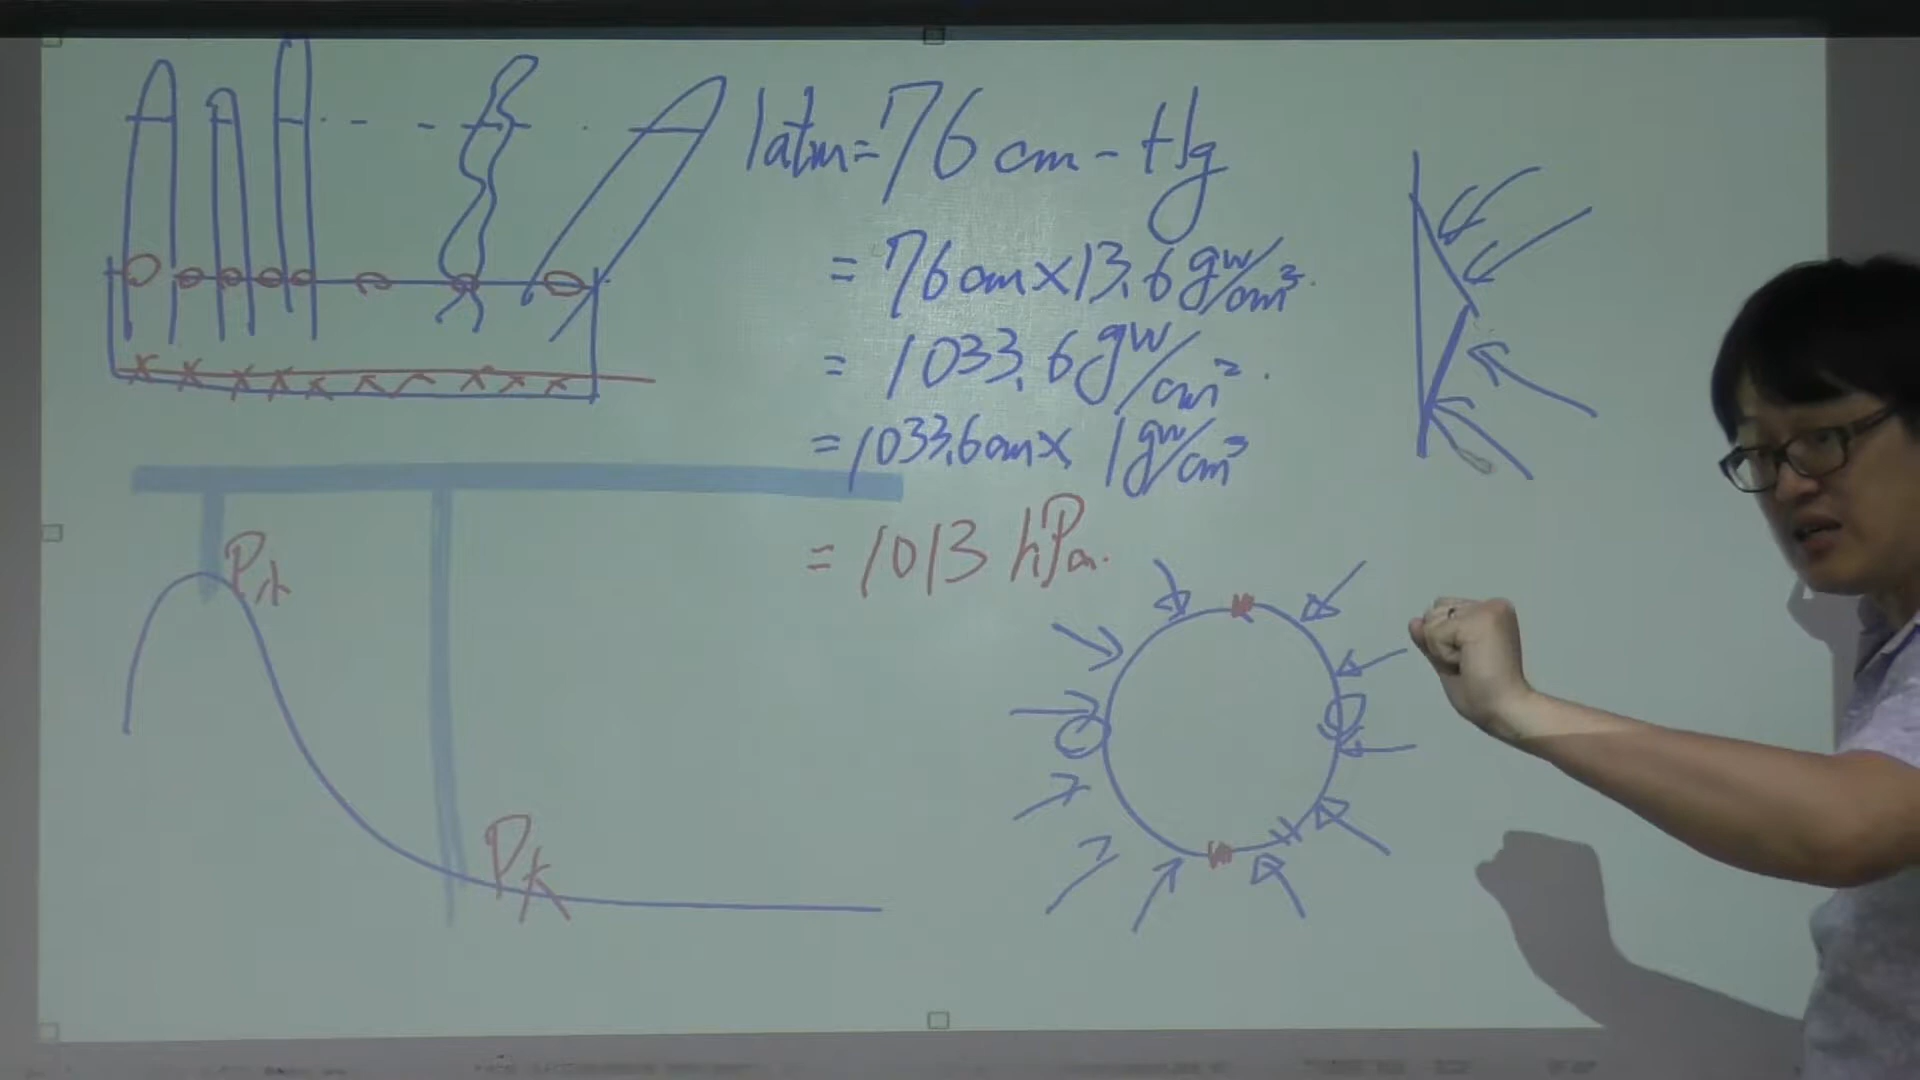 1atm=76cm-Hg
=76cm×13.6gw/cm³
=1033.6gw/cm²
=1033.6cm×1gw/cm³
=1013hPa
P小
P大